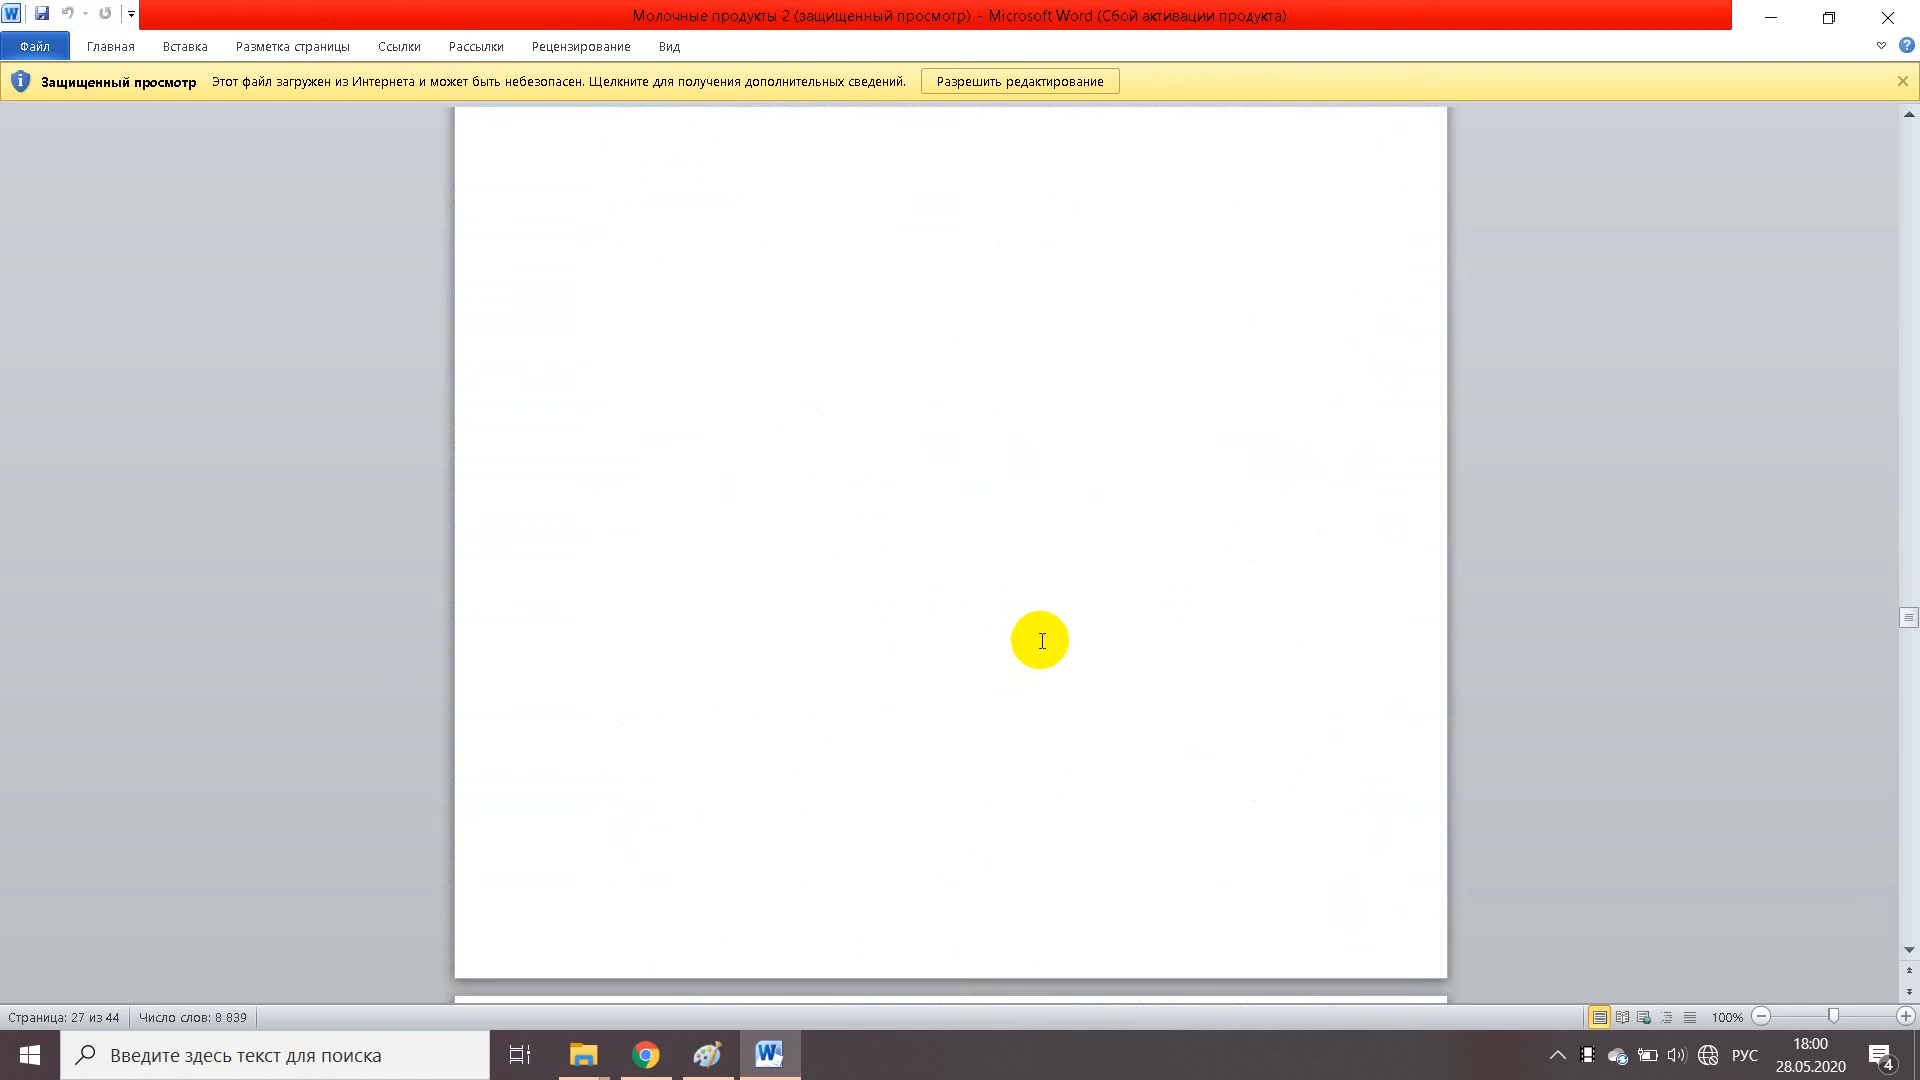 Молочные продукты 2 (защищенный просмотр) - Microsoft Word (Сбой активации продукта)
Файл Главная Вставка Разметка страницы Ссылки Рассылки Рецензирование Вид
Защищенный просмотр Этот файл загружен из Интернета и может быть небезопасен. Щелкните для получения дополнительных сведений. Разрешить редактирование
Страница: 27 из 44 Число слов: 8 839 100%
Введите здесь текст для поиска РУС 18:00
28.05.2020 4